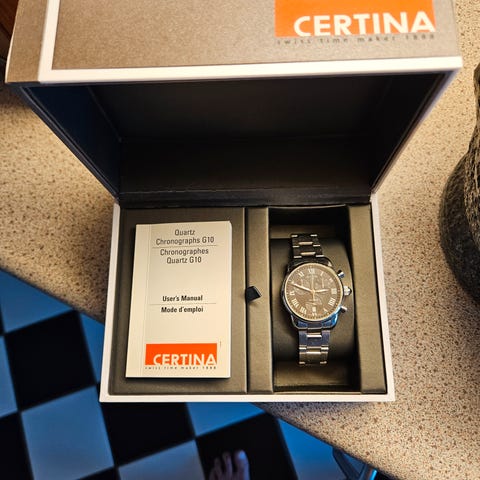 CERTINA
swiss time maker 1888
Quartz
Chronographs G10
Chronographes
Quartz G10
User's Manual
Mode d'emploi
CERTINA
swiss time maker 1888